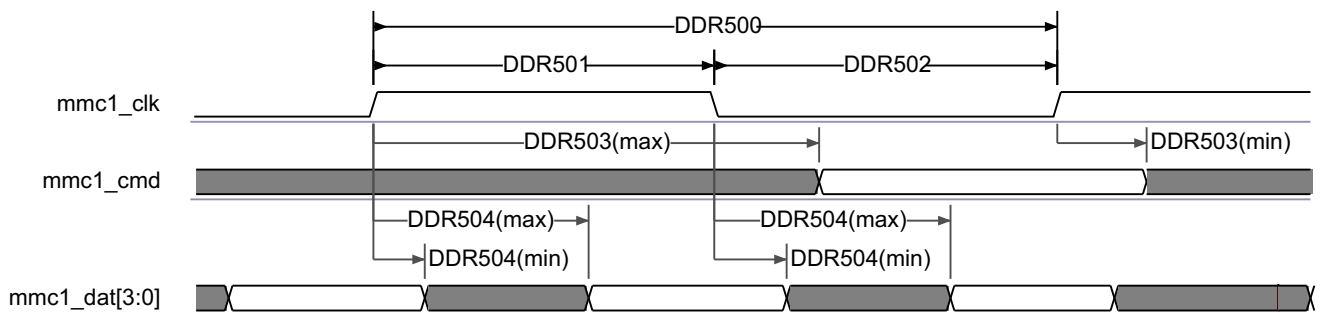 DDR500
DDR501 DDR502
mmc1_clk
DDR503(max) DDR503(min)
mmc1_cmd
DDR504(max) DDR504(max)
DDR504(min) DDR504(min)
mmc1_dat[3:0]